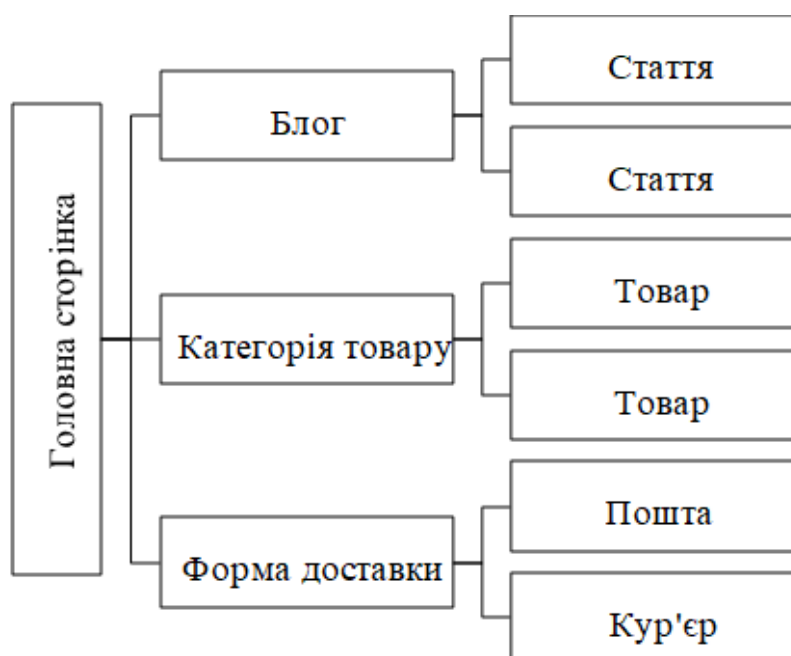 Головна сторінка
Блог
Стаття
Стаття
Категорія товару
Товар
Товар
Форма доставки
Пошта
Кур'єр